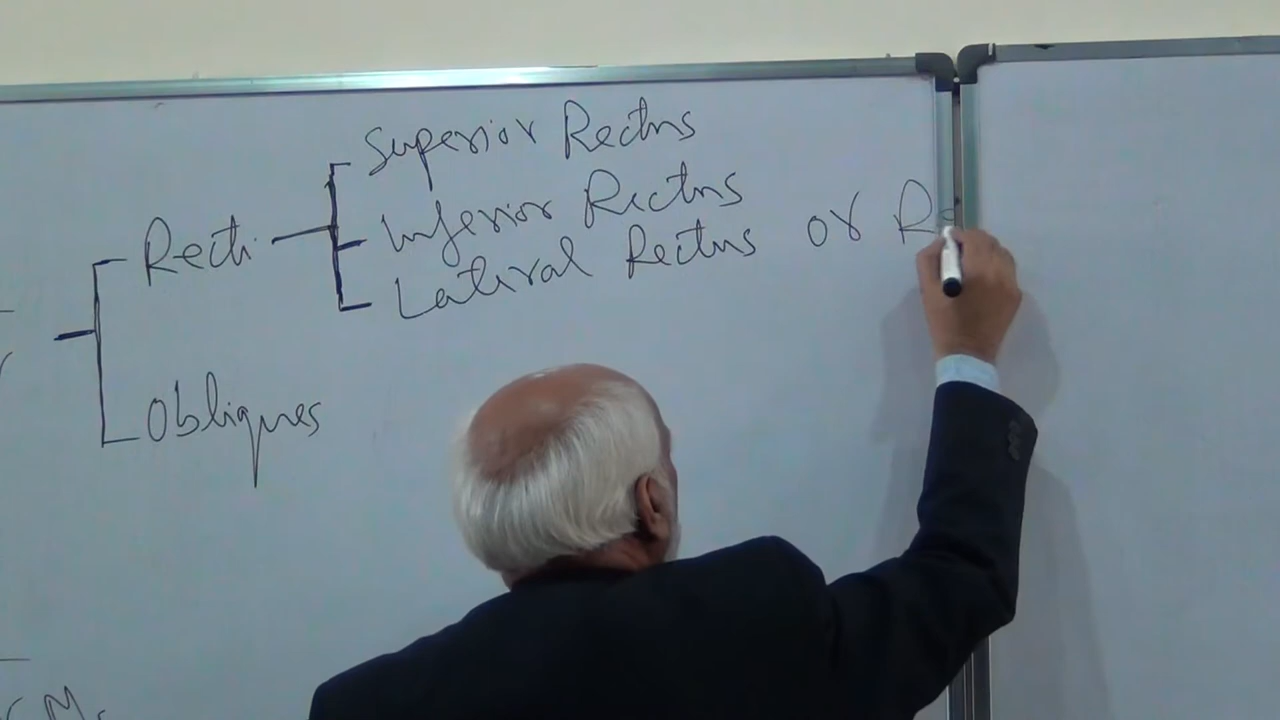 Superior Rectus
Inferior Rectus
Recti
Lateral Rectus or R
Obliques